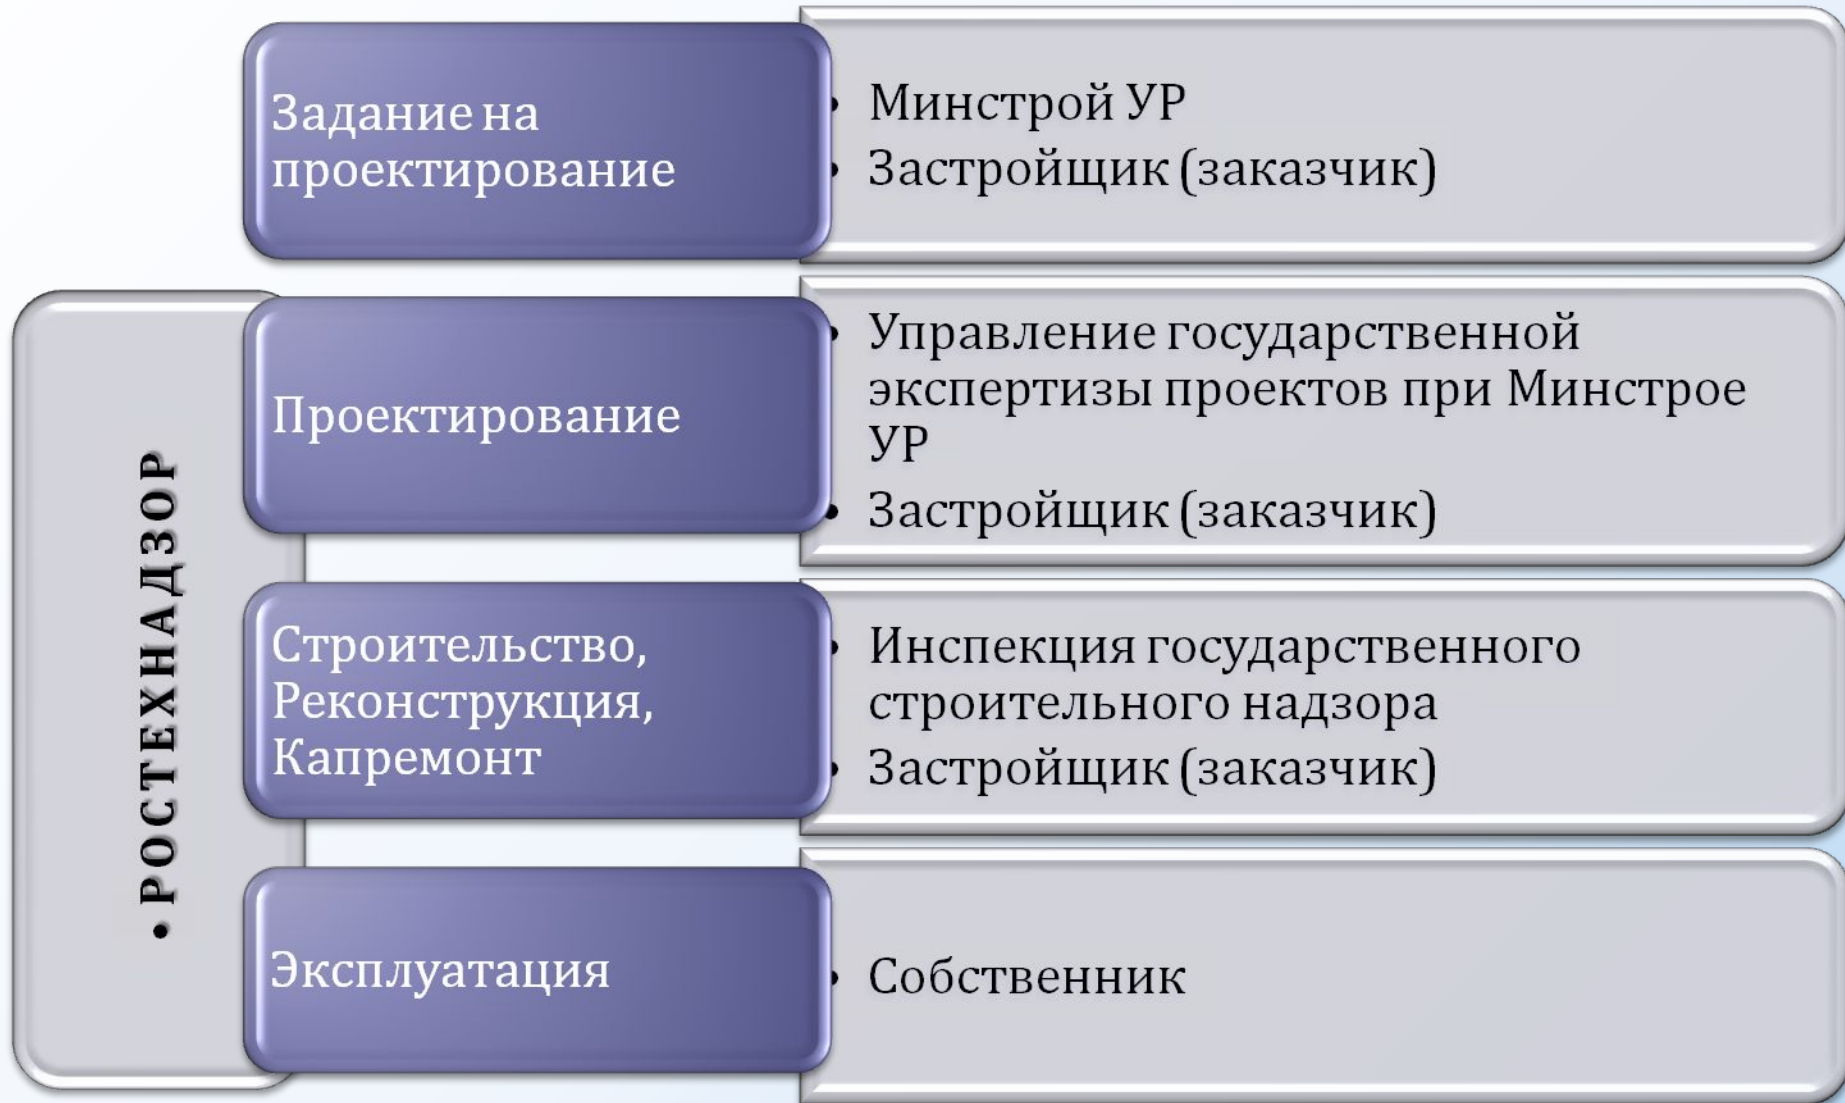 Задание на
проектирование
• Минстрой УР
• Застройщик (заказчик)
• РОСТЕХНАДЗОР
Проектирование
• Управление государственной
экспертизы проектов при Минстрое
УР
• Застройщик (заказчик)
Строительство,
Реконструкция,
Капремонт
• Инспекция государственного
строительного надзора
• Застройщик (заказчик)
Эксплуатация
• Собственник